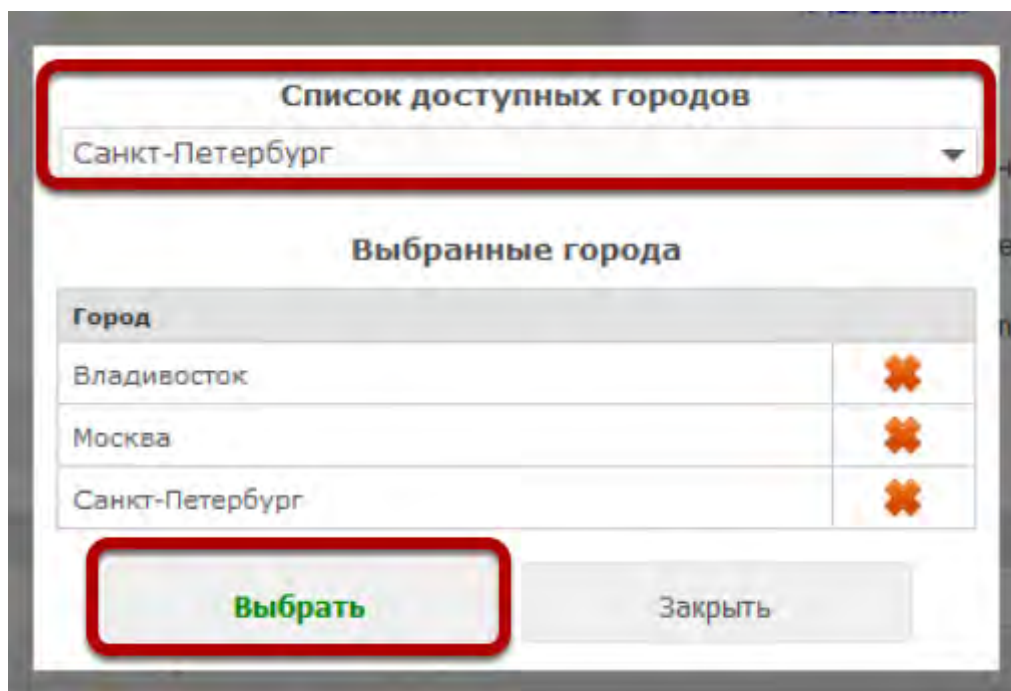 Список доступных городов
Санкт-Петербург
Выбранные города
Город
Владивосток
Москва
Санкт-Петербург
Выбрать
Закрыть